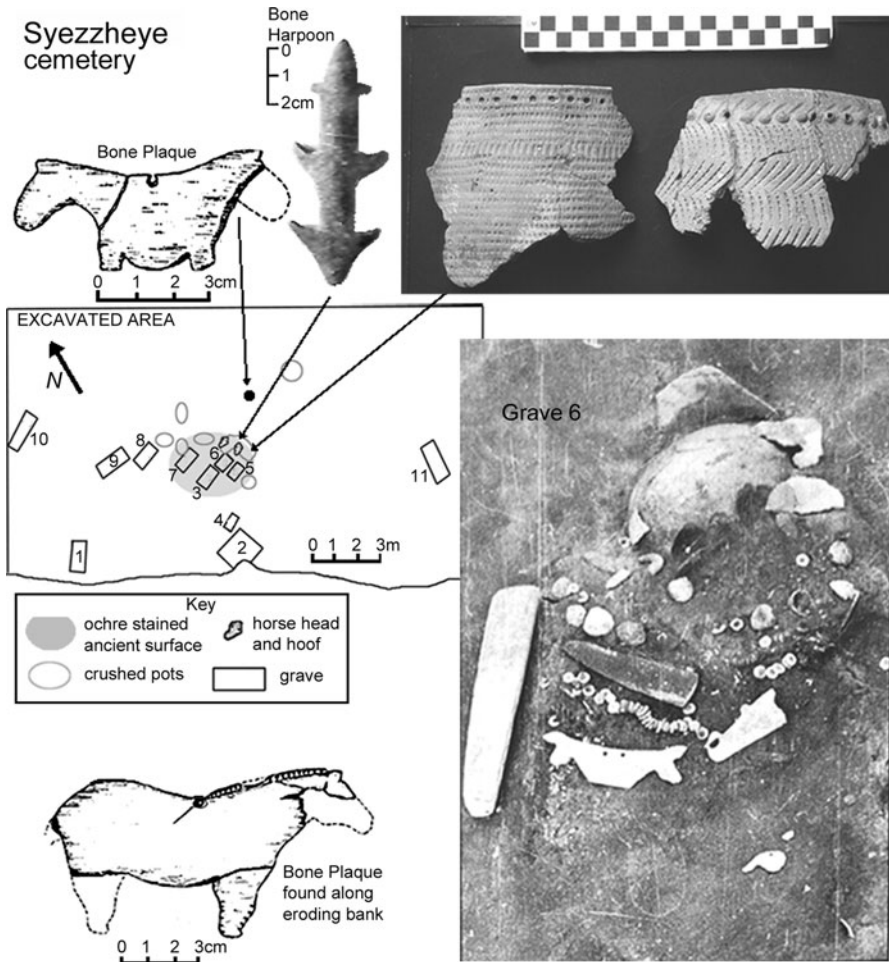 Syezzheye
cemetery
Bone
Harpoon
0
1
2cm
Bone Plaque
0 1 2 3cm
EXCAVATED AREA
N
10
9
8
7
6
5
3
4
2
1
11
0 1 2 3m
Key
ochre stained
ancient surface
horse head
and hoof
crushed pots
grave
Grave 6
Bone Plaque
found along
eroding bank
0 1 2 3cm